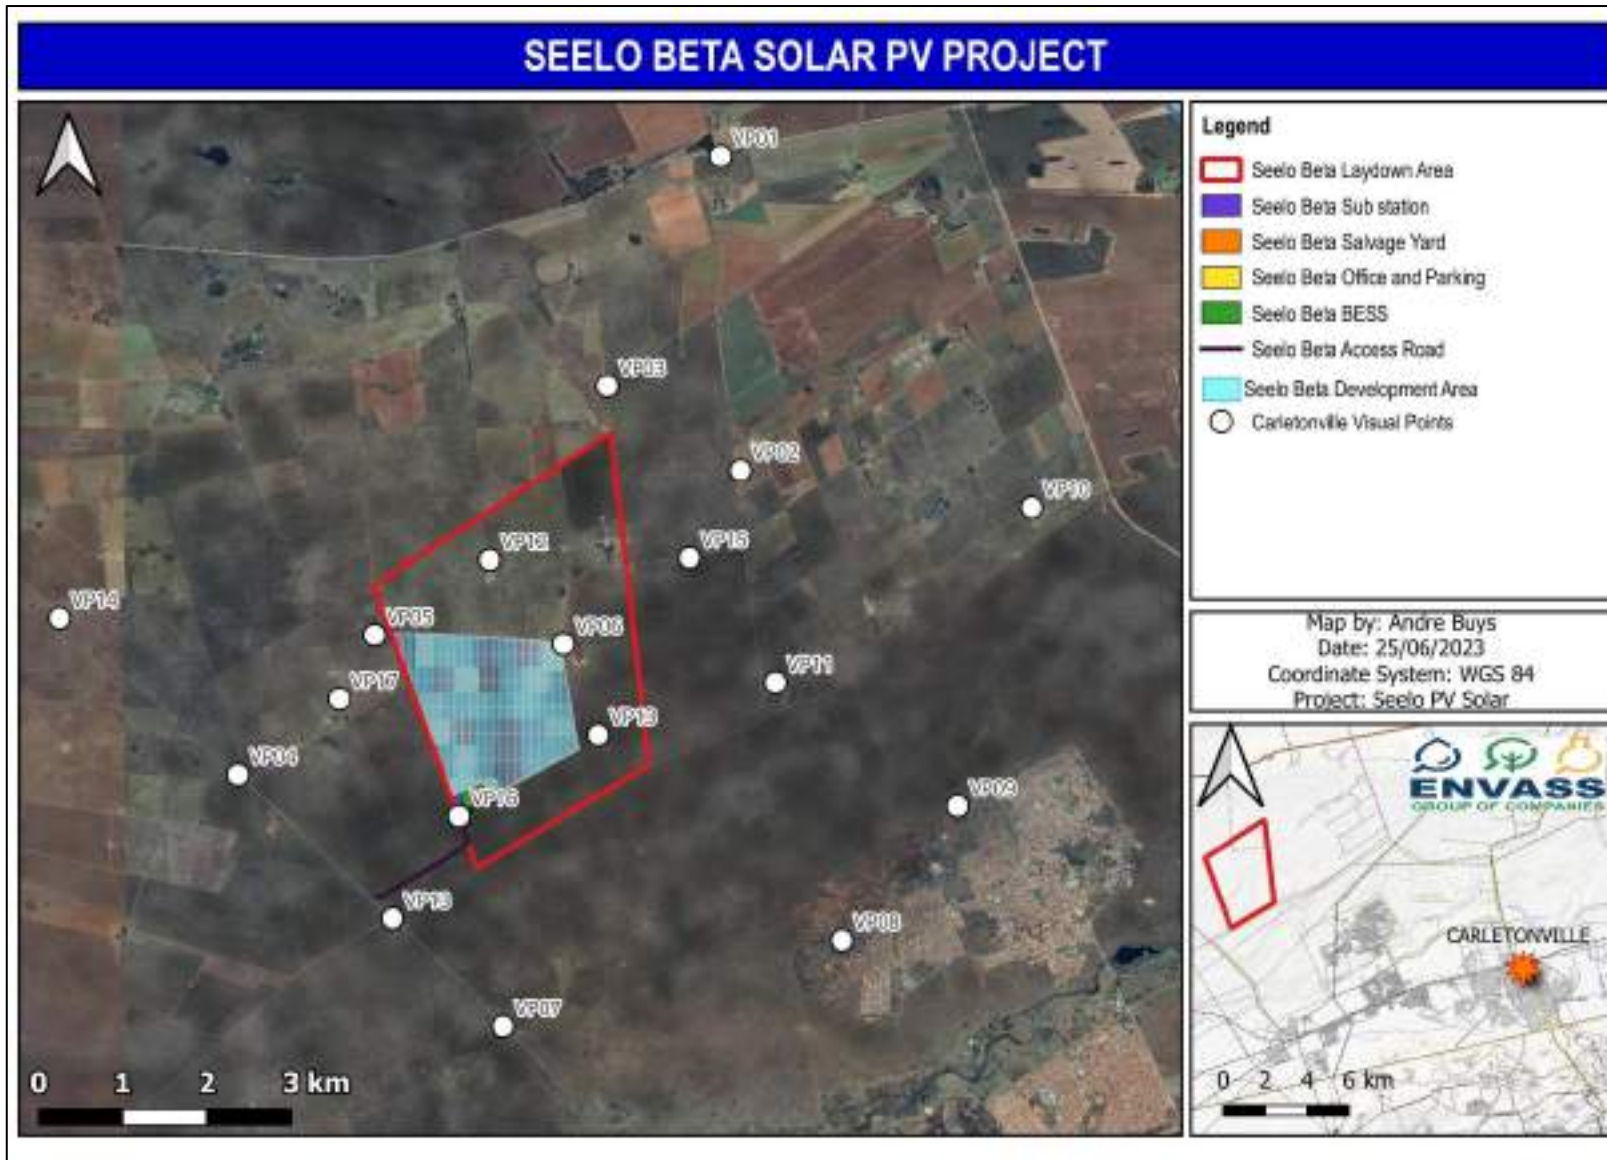 SEELO BETA SOLAR PV PROJECT
VP01
VP03
VP02
VP10
VP12
VP15
VP14
VP05
VP06
VP11
VP17
VP13
VP04
VP16
VP09
VP13
VP08
VP07
0 1 2 3 km
Legend
Seelo Beta Laydown Area
Seelo Beta Sub station
Seelo Beta Salvage Yard
Seelo Beta Office and Parking
Seelo Beta BESS
Seelo Beta Access Road
Seelo Beta Development Area
Carletonville Visual Points
Map by: Andre Buys
Date: 25/06/2023
Coordinate System: WGS 84
Project: Seelo PV Solar
ENVASS
GROUP OF COMPANIES
CARLETONVILLE
0 2 4 6 km